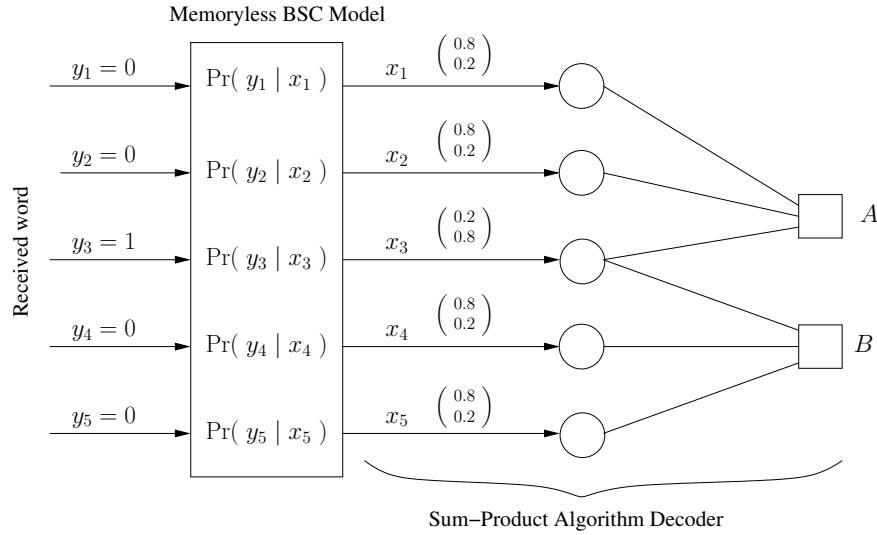 Memoryless BSC Model
Received word
y₁ = 0
Pr( y₁ | x₁ )
x₁
( 0.8
0.2 )
y₂ = 0
Pr( y₂ | x₂ )
x₂
( 0.8
0.2 )
A
y₃ = 1
Pr( y₃ | x₃ )
x₃
( 0.2
0.8 )
y₄ = 0
Pr( y₄ | x₄ )
x₄
( 0.8
0.2 )
B
y₅ = 0
Pr( y₅ | x₅ )
x₅
( 0.8
0.2 )
Sum−Product Algorithm Decoder